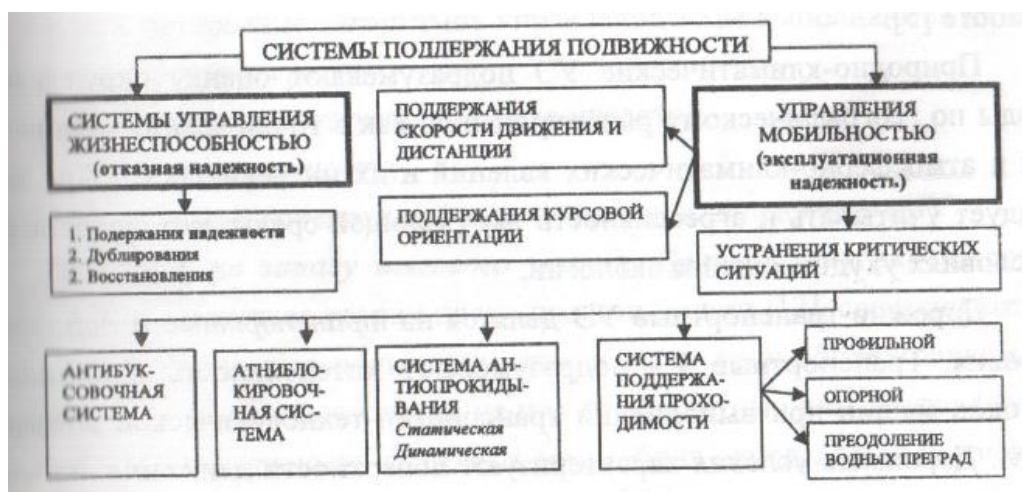 СИСТЕМЫ ПОДДЕРЖАНИЯ ПОДВИЖНОСТИ
СИСТЕМЫ УПРАВЛЕНИЯ
ЖИЗНЕСПОСОБНОСТЬЮ
(отказная надежность)
ПОДДЕРЖАНИЯ
СКОРОСТИ ДВИЖЕНИЯ И
ДИСТАНЦИИ
УПРАВЛЕНИЯ
МОБИЛЬНОСТЬЮ
(эксплуатационная
надежность,)
1. Подержания надежности
2. Дублирования
2. Восстановления
ПОДДЕРЖАНИЯ КУРСОВОЙ
ОРИЕНТАЦИИ
УСТРАНЕНИЯ КРИТИЧЕСКИХ
СИТУАЦИЙ
АНТИБУК-
СОВОЧНАЯ
СИСТЕМА
АТНИБЛО-
КИРОВОЧ-
НАЯ СИС-
ТЕМА
СИСТЕМА АН-
ТИОПРОКИДЫ-
ВАНИЯ
Статическая
Динамическая
СИСТЕМА
ПОДДЕРЖА-
НИЯ ПРОХО-
ДИМОСТИ
ПРОФИЛЬНОЙ
ОПОРНОЙ
ПРЕОДОЛЕНИЕ
ВОДНЫХ ПРЕГРАД